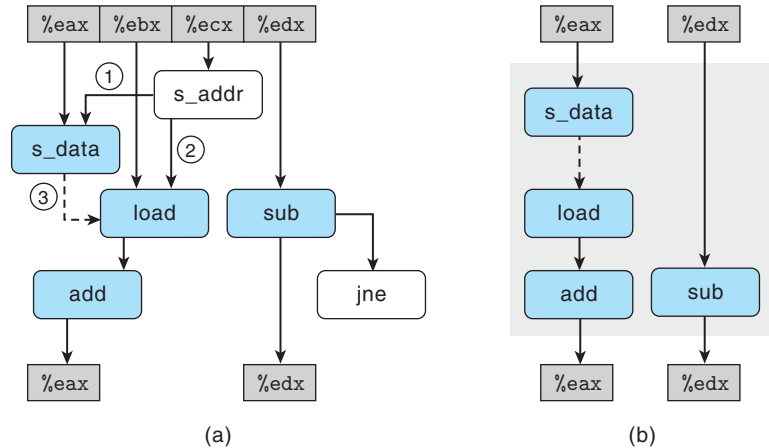 %eax %ebx %ecx %edx
%eax %edx
1
s_addr
s_data
2
3
load
sub
add
jne
%eax %edx
(a)
s_data
load
add
sub
%eax %edx
(b)